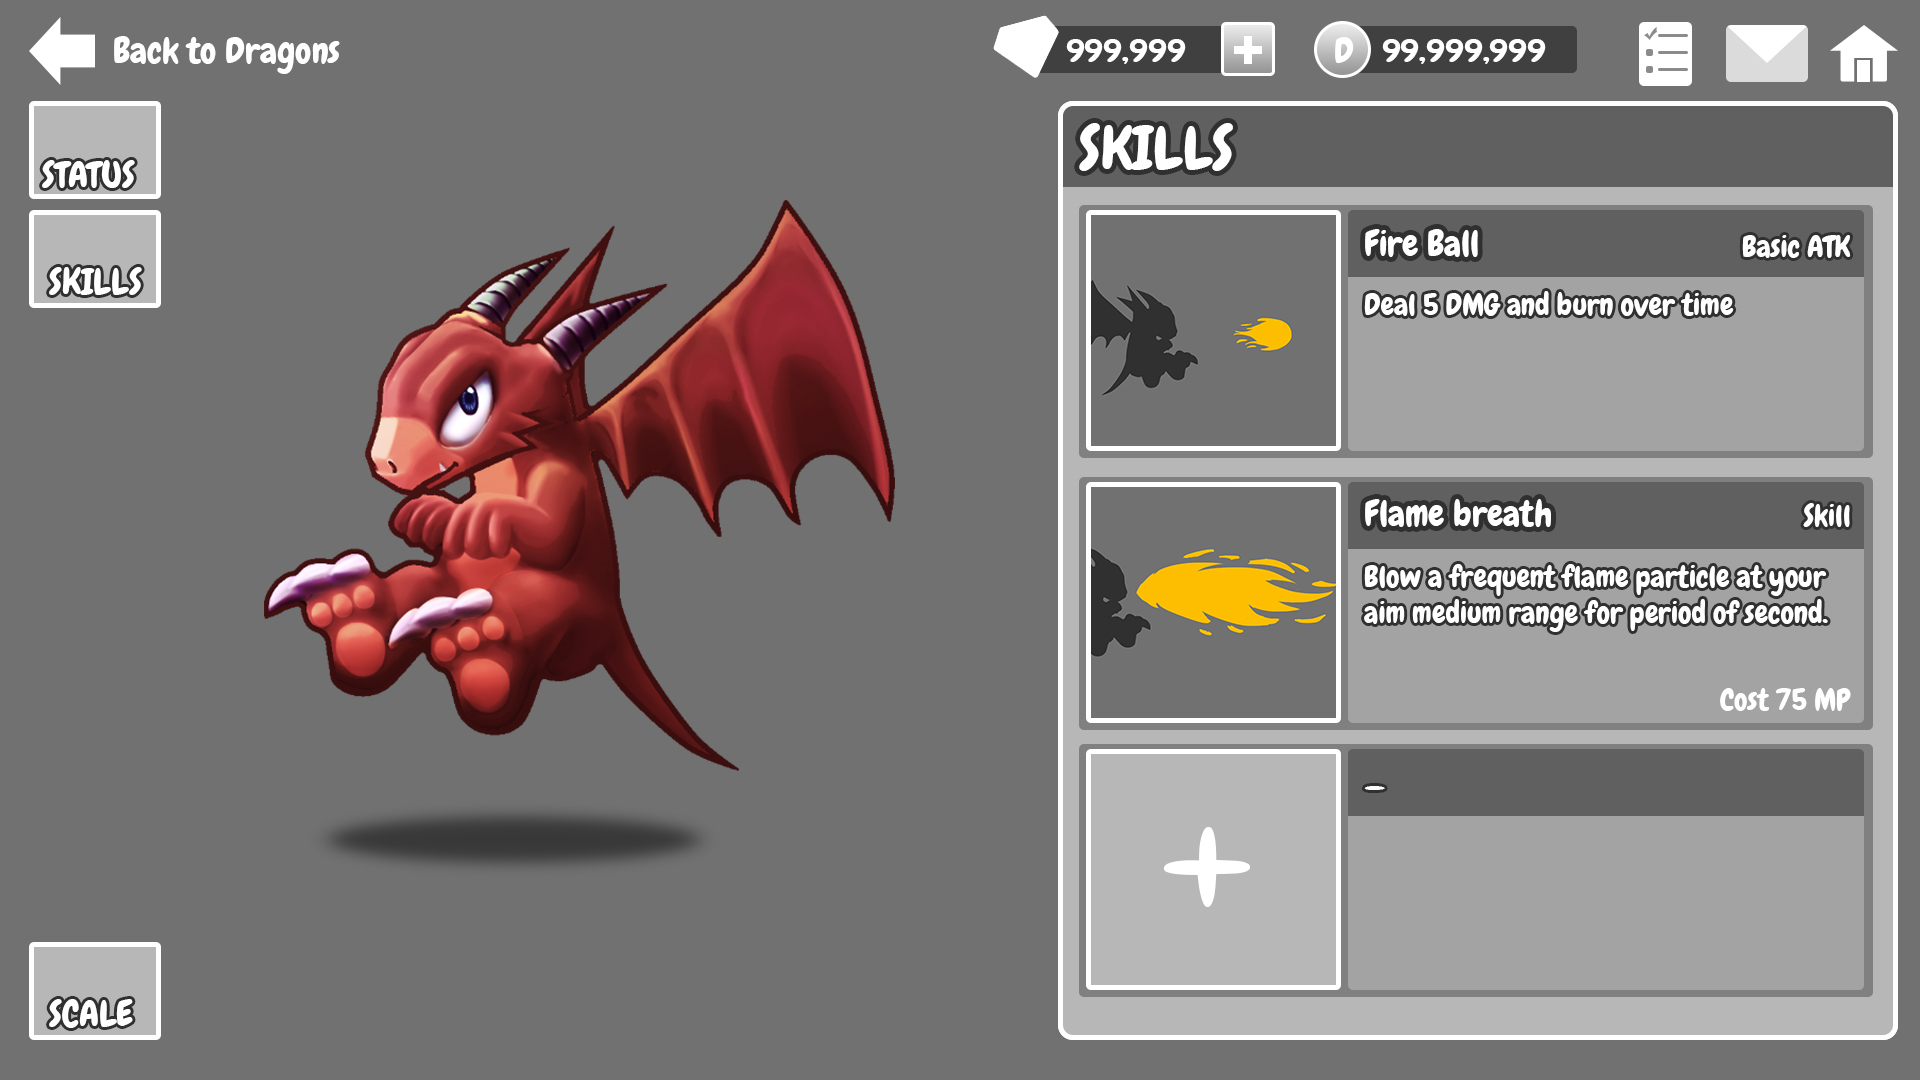 Back to Dragons
999,999
D
99,999,999
STATUS
SKILLS
SCALE
SKILLS
Fire Ball
Basic ATK
Deal 5 DMG and burn over time
Flame breath
Skill
Blow a frequent flame particle at your
aim medium range for period of second.
Cost 75 MP
-